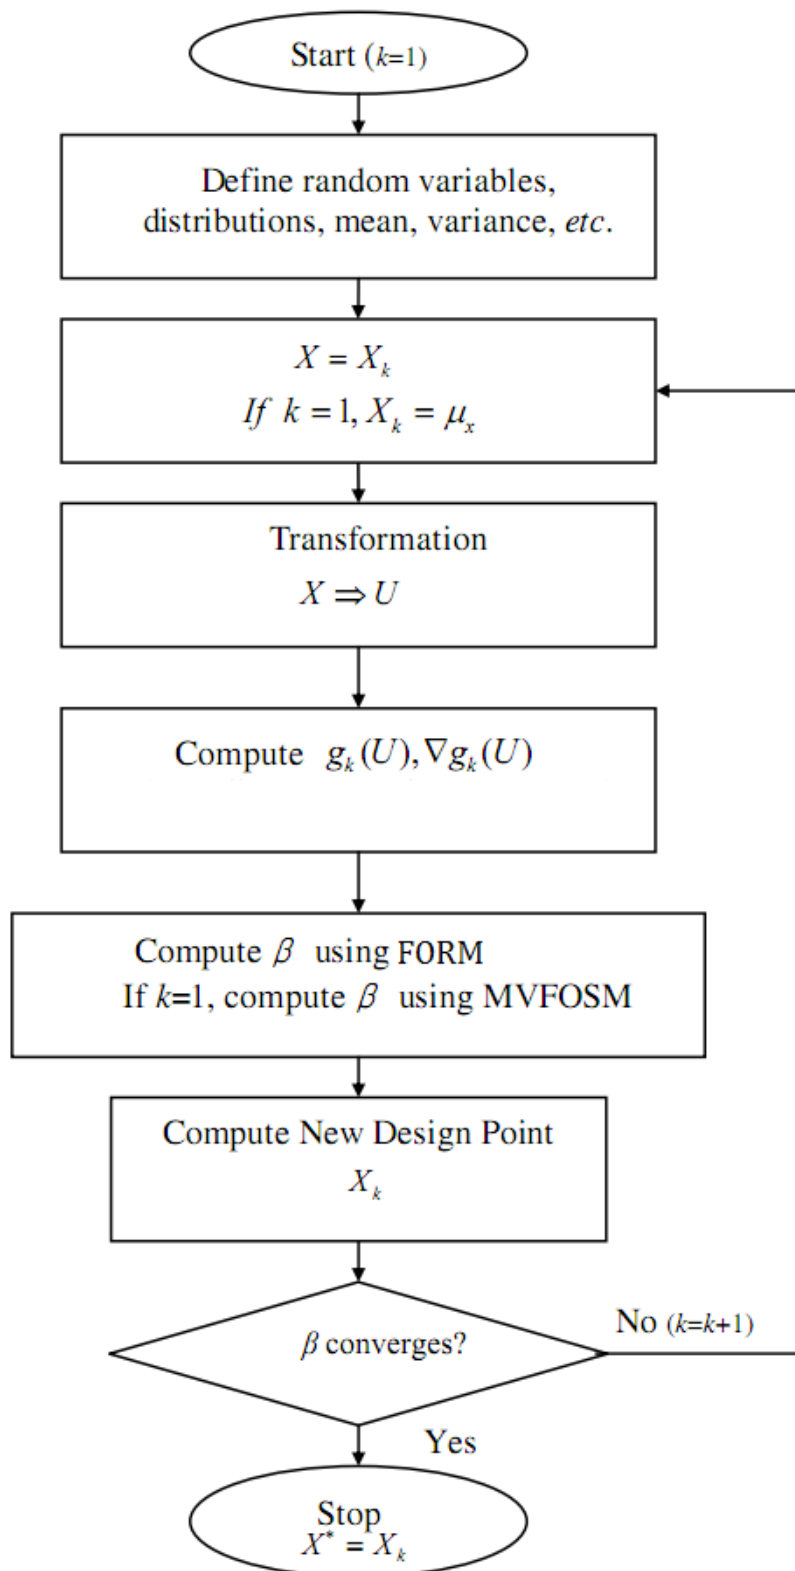 Start (k=1)
Define random variables,
distributions, mean, variance, etc.
X = X_k
If k = 1, X_k = μ_x
Transformation
X ⇒ U
Compute g_k(U), ∇g_k(U)
Compute β using FORM
If k=1, compute β using MVFOSM
Compute New Design Point
X_k
β converges?
No (k=k+1)
Yes
Stop
X* = X_k